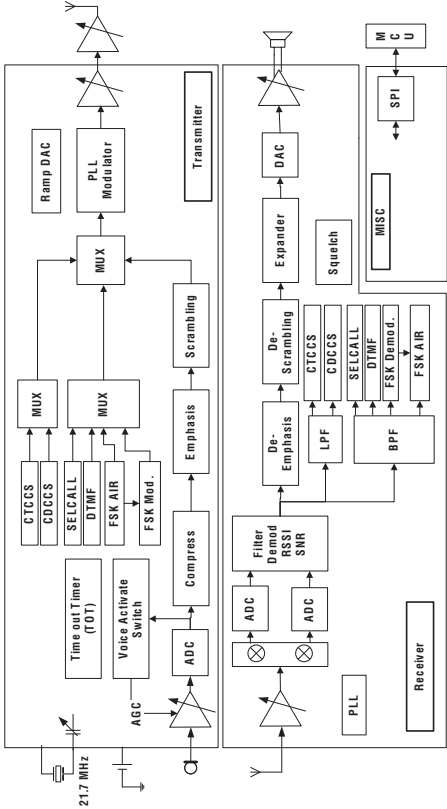 21.7 MHz
Time out Timer
(TOT)
Voice Activate
Switch
AGC
ADC
Compress
Emphasis
Scrambling
CTCCS
CDCCS
SELCALL
DTMF
FSK AIR
FSK Mod.
MUX
MUX
MUX
PLL
Modulator
Ramp DAC
Transmitter
PLL
Receiver
ADC
ADC
Filter
Demod
RSSI
SNR
De-
Emphasis
De-
Scrambling
Expander
DAC
LPF
BPF
CTCCS
CDCCS
SELCALL
DTMF
FSK Demod.
FSK AIR
Squelch
MISC
SPI
M
C
U